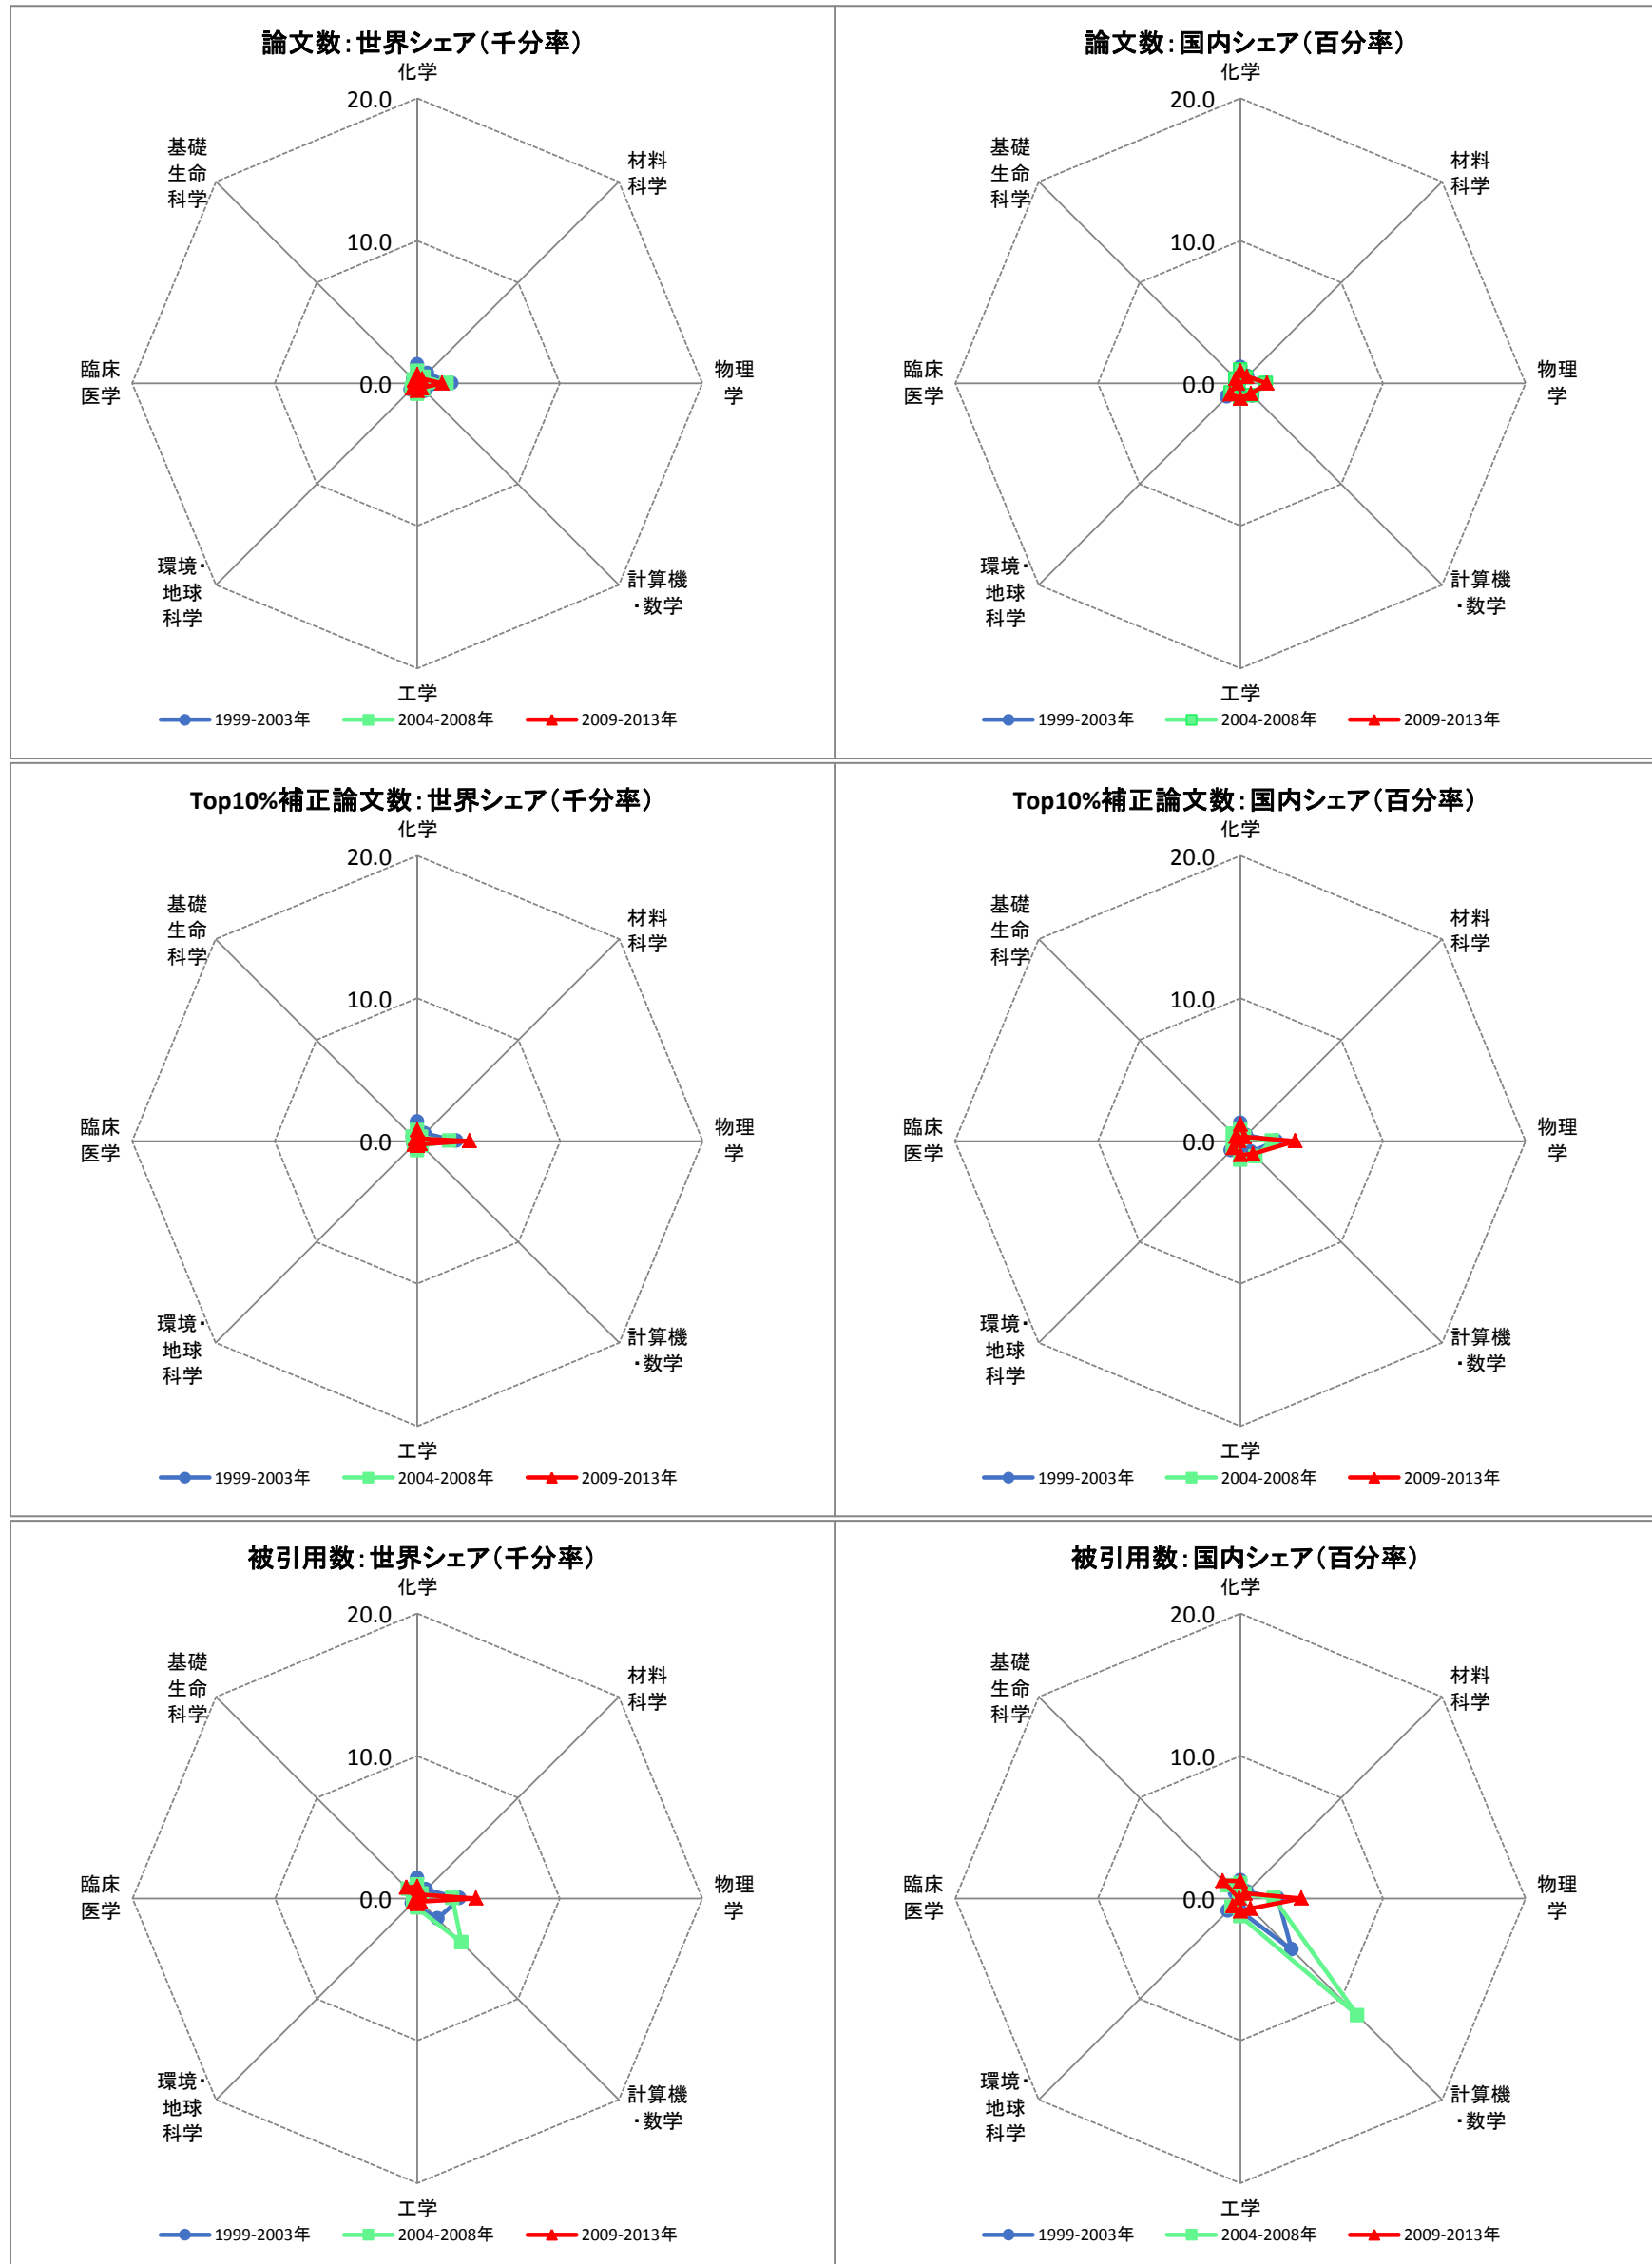 論文数：世界シェア（千分率）
化学
20.0
基礎
生命
科学
材料
科学
10.0
臨床
医学
0.0
物理
学
環境・
地球
科学
計算機
・数学
工学
1999-2003年 2004-2008年 2009-2013年
論文数：国内シェア（百分率）
化学
20.0
基礎
生命
科学
材料
科学
10.0
臨床
医学
0.0
物理
学
環境・
地球
科学
計算機
・数学
工学
1999-2003年 2004-2008年 2009-2013年
Top10%補正論文数：世界シェア（千分率）
化学
20.0
基礎
生命
科学
材料
科学
10.0
臨床
医学
0.0
物理
学
環境・
地球
科学
計算機
・数学
工学
1999-2003年 2004-2008年 2009-2013年
Top10%補正論文数：国内シェア（百分率）
化学
20.0
基礎
生命
科学
材料
科学
10.0
臨床
医学
0.0
物理
学
環境・
地球
科学
計算機
・数学
工学
1999-2003年 2004-2008年 2009-2013年
被引用数：世界シェア（千分率）
化学
20.0
基礎
生命
科学
材料
科学
10.0
臨床
医学
0.0
物理
学
環境・
地球
科学
計算機
・数学
工学
1999-2003年 2004-2008年 2009-2013年
被引用数：国内シェア（百分率）
化学
20.0
基礎
生命
科学
材料
科学
10.0
臨床
医学
0.0
物理
学
環境・
地球
科学
計算機
・数学
工学
1999-2003年 2004-2008年 2009-2013年